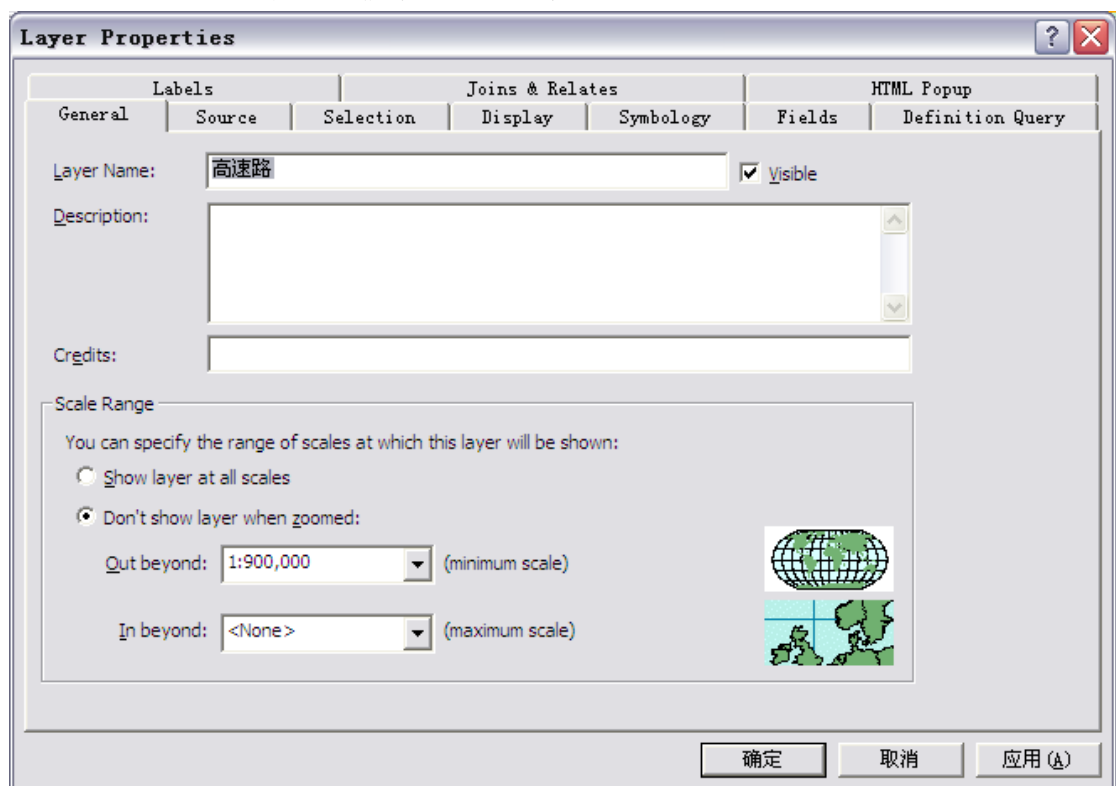 Layer Properties
Labels Joins & Relates HTML Popup
General Source Selection Display Symbology Fields Definition Query
Layer Name: 高速路 Visible
Description:
Credits:
Scale Range
You can specify the range of scales at which this layer will be shown:
Show layer at all scales
Don't show layer when zoomed:
Out beyond: 1:900,000 (minimum scale)
In beyond: <None> (maximum scale)
确定 取消 应用(A)